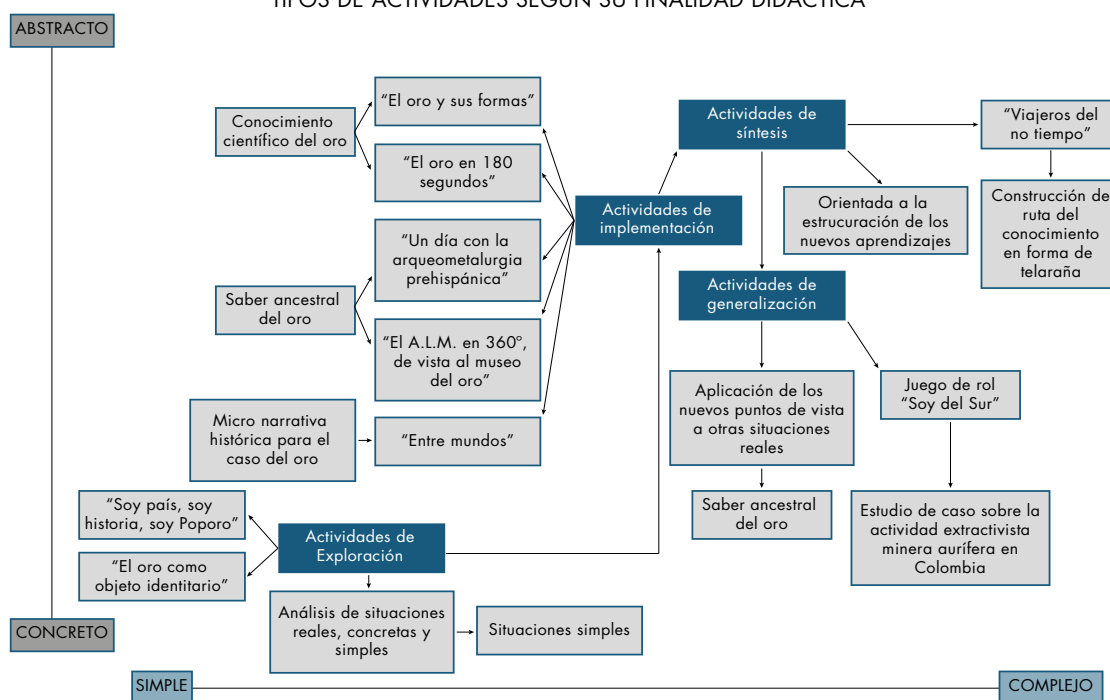 TIPOS DE ACTIVIDADES SEGÚN SU FINALIDAD DIDÁCTICA
ABSTRACTO
Conocimiento
científico del oro
“El oro y sus formas”
“El oro en 180
segundos”
Saber ancestral
del oro
“Un día con la
arqueometalurgia
prehispánica”
“El A.L.M. en 360º,
de vista al museo
del oro”
Micro narrativa
histórica para el
caso del oro
“Entre mundos”
Actividades de
implementación
Actividades de
síntesis
“Viajeros del
no tiempo”
Orientada a la
estrucuración de los
nuevos aprendizajes
Construcción de
ruta del
conocimiento
en forma de
telaraña
Actividades de
generalización
Aplicación de los
nuevos puntos de vista
a otras situaciones
reales
Juego de rol
“Soy del Sur”
Saber ancestral
del oro
Estudio de caso sobre la
actividad extractivista
minera aurífera en
Colombia
“Soy país, soy
historia, soy Poporo”
“El oro como
objeto identitario”
Actividades de
Exploración
Análisis de situaciones
reales, concretas y
simples
Situaciones simples
CONCRETO
SIMPLE
COMPLEJO